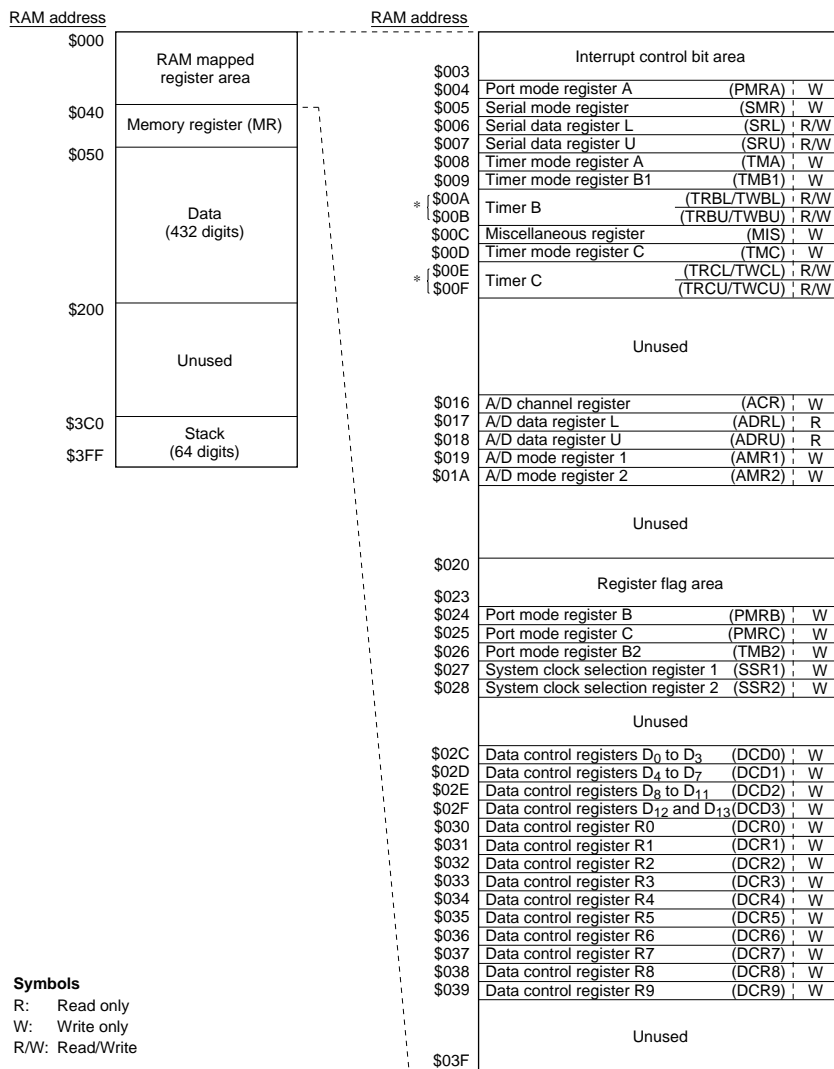 RAM address
$000
RAM mapped
register area
$040
Memory register (MR)
$050
Data
(432 digits)
$200
Unused
$3C0
Stack
(64 digits)
$3FF
RAM address
Interrupt control bit area
$003
$004 Port mode register A (PMRA) W
$005 Serial mode register (SMR) W
$006 Serial data register L (SRL) R/W
$007 Serial data register U (SRU) R/W
$008 Timer mode register A (TMA) W
$009 Timer mode register B1 (TMB1) W
* $00A Timer B (TRBL/TWBL) R/W
$00B (TRBU/TWBU) R/W
$00C Miscellaneous register (MIS) W
$00D Timer mode register C (TMC) W
* $00E Timer C (TRCL/TWCL) R/W
$00F (TRCU/TWCU) R/W
Unused
$016 A/D channel register (ACR) W
$017 A/D data register L (ADRL) R
$018 A/D data register U (ADRU) R
$019 A/D mode register 1 (AMR1) W
$01A A/D mode register 2 (AMR2) W
Unused
$020
Register flag area
$023
$024 Port mode register B (PMRB) W
$025 Port mode register C (PMRC) W
$026 Port mode register B2 (TMB2) W
$027 System clock selection register 1 (SSR1) W
$028 System clock selection register 2 (SSR2) W
Unused
$02C Data control registers D0 to D3 (DCD0) W
$02D Data control registers D4 to D7 (DCD1) W
$02E Data control registers D8 to D11 (DCD2) W
$02F Data control registers D12 and D13 (DCD3) W
$030 Data control register R0 (DCR0) W
$031 Data control register R1 (DCR1) W
$032 Data control register R2 (DCR2) W
$033 Data control register R3 (DCR3) W
$034 Data control register R4 (DCR4) W
$035 Data control register R5 (DCR5) W
$036 Data control register R6 (DCR6) W
$037 Data control register R7 (DCR7) W
$038 Data control register R8 (DCR8) W
$039 Data control register R9 (DCR9) W
Unused
$03F
Symbols
R: Read only
W: Write only
R/W: Read/Write